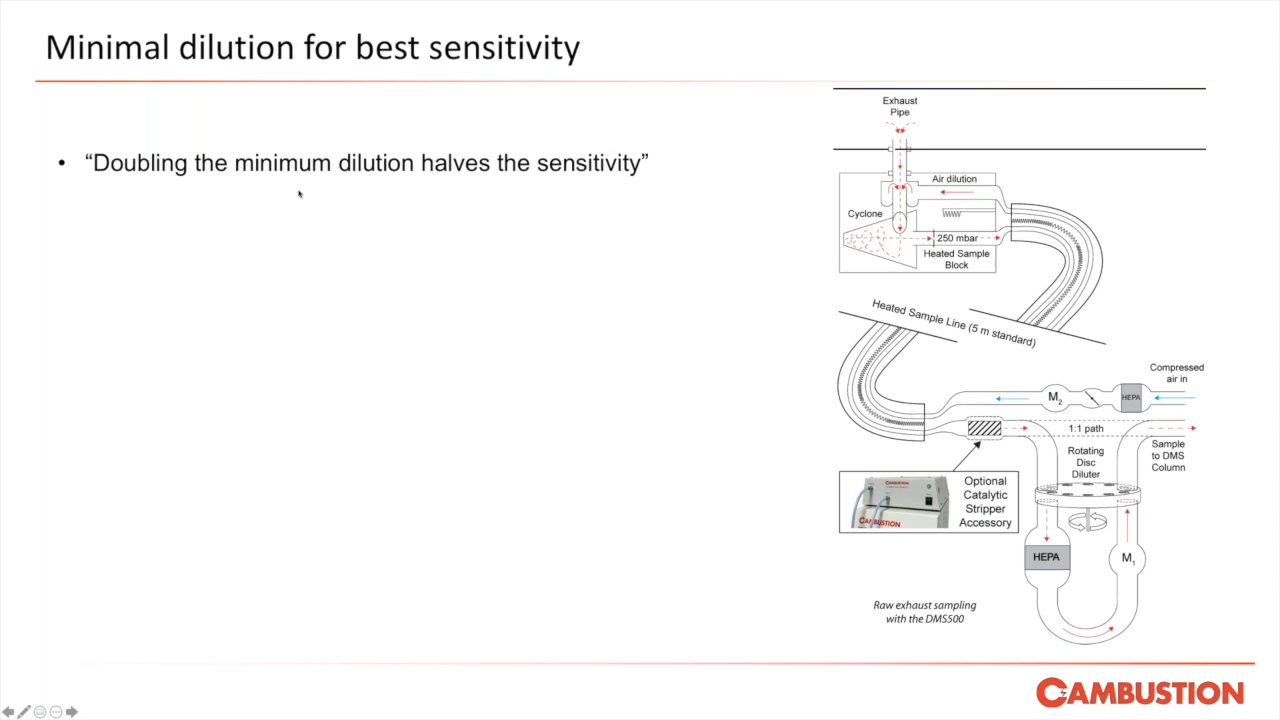 Minimal dilution for best sensitivity
• “Doubling the minimum dilution halves the sensitivity”
Exhaust
Pipe
Air dilution
Cyclone
250 mbar
Heated Sample
Block
Heated Sample Line (5 m standard)
Compressed
air in
M2
HEPA
1:1 path
Sample
to DMS
Column
Rotating
Disc
Diluter
Optional
Catalytic
Stripper
Accessory
CAMBUSTION
CAMBUSTION
HEPA
M1
Raw exhaust sampling
with the DMS500
CAMBUSTION